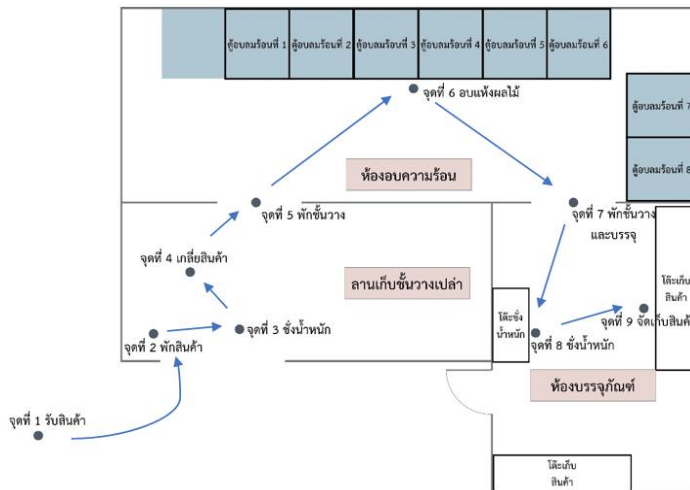 ตู้อบลมร้อนที่ 1
ตู้อบลมร้อนที่ 2
ตู้อบลมร้อนที่ 3
ตู้อบลมร้อนที่ 4
ตู้อบลมร้อนที่ 5
ตู้อบลมร้อนที่ 6
จุดที่ 6 อบแห้งผลไม้
ตู้อบลมร้อนที่ 7
ตู้อบลมร้อนที่ 8
ห้องอบความร้อน
จุดที่ 5 พักชั้นวาง
จุดที่ 7 พักชั้นวาง
และบรรจุ
จุดที่ 4 เกลี่ยสินค้า
ลานเก็บชั้นวางเปล่า
โต๊ะเก็บ
สินค้า
โต๊ะชั่ง
น้ำหนัก
จุดที่ 3 ชั่งน้ำหนัก
จุดที่ 2 พักสินค้า
จุดที่ 8 ชั่งน้ำหนัก
จุดที่ 9 จัดเก็บสินค้า
ห้องบรรจุภัณฑ์
จุดที่ 1 รับสินค้า
โต๊ะเก็บ
สินค้า